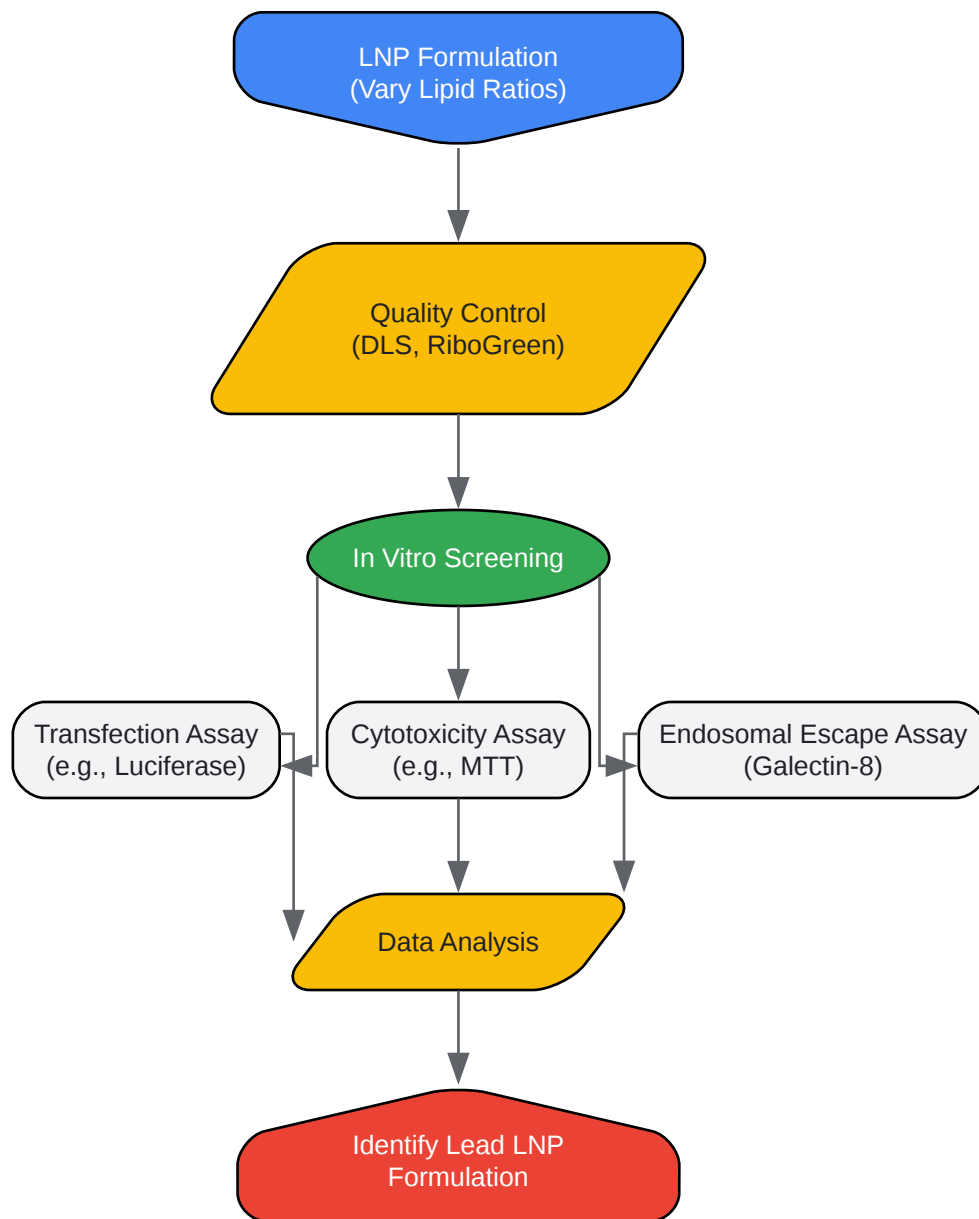 LNP Formulation
(Vary Lipid Ratios)
Quality Control
(DLS, RiboGreen)
In Vitro Screening
Transfection Assay
(e.g., Luciferase)
Cytotoxicity Assay
(e.g., MTT)
Endosomal Escape Assay
(Galectin-8)
Data Analysis
Identify Lead LNP
Formulation